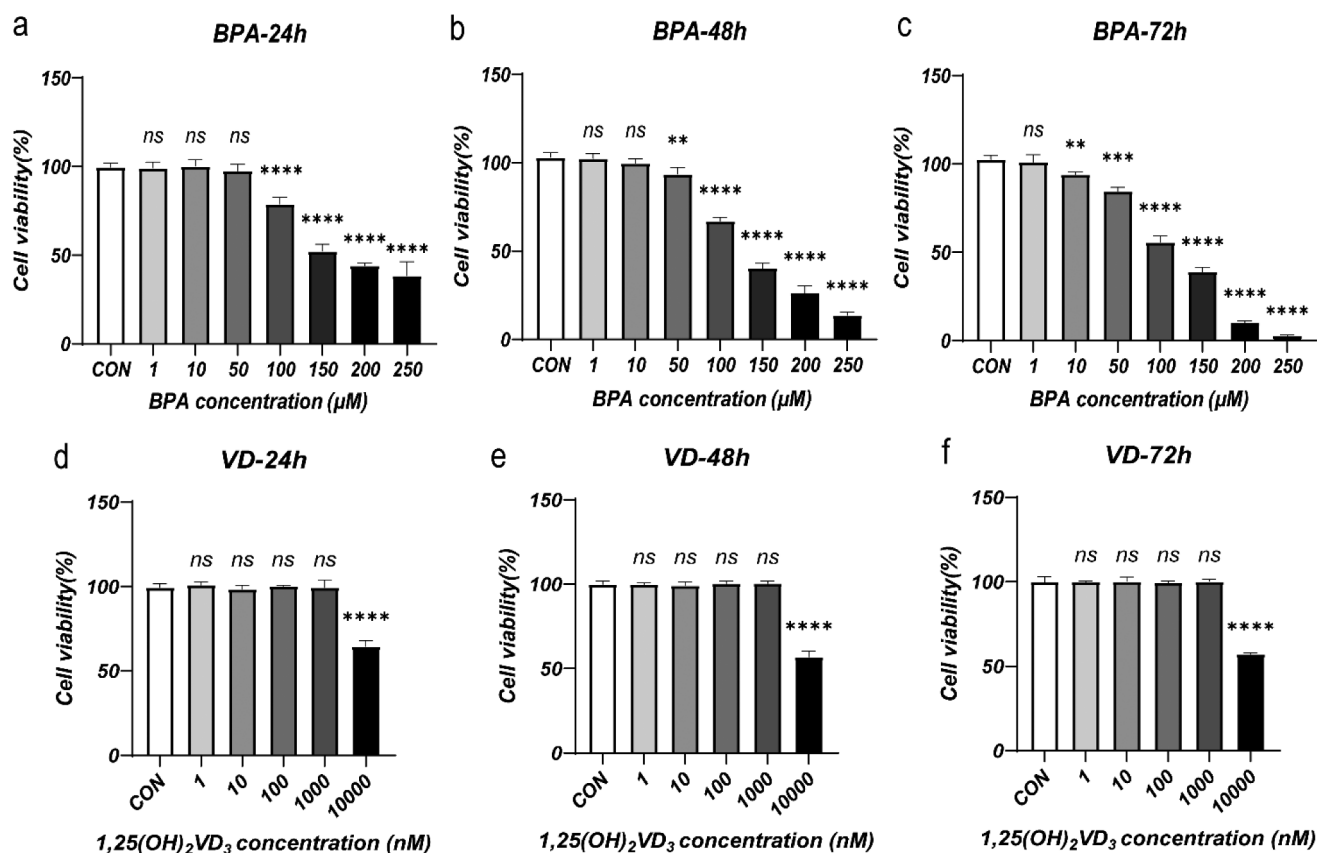 a
BPA-24h
150
100
50
0
Cell viability(%)
ns
ns
ns
****
****
****
****
CON 1 10 50 100 150 200 250
BPA concentration (μM)
b
BPA-48h
150
100
50
0
Cell viability(%)
ns
ns
**
****
****
****
****
CON 1 10 50 100 150 200 250
BPA concentration (μM)
c
BPA-72h
150
100
50
0
Cell viability(%)
ns
**
***
****
****
****
****
CON 1 10 50 100 150 200 250
BPA concentration (μM)
d
VD-24h
150
100
50
0
Cell viability(%)
ns
ns
ns
ns
****
CON 1 10 100 1000 10000
1,25(OH)₂VD₃ concentration (nM)
e
VD-48h
150
100
50
0
Cell viability(%)
ns
ns
ns
ns
****
CON 1 10 100 1000 10000
1,25(OH)₂VD₃ concentration (nM)
f
VD-72h
150
100
50
0
Cell viability(%)
ns
ns
ns
ns
****
CON 1 10 100 1000 10000
1,25(OH)₂VD₃ concentration (nM)